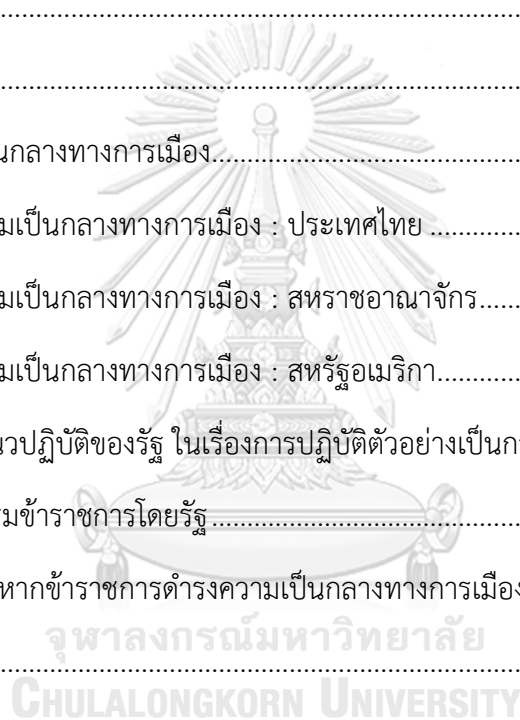 ................................................................................
................................................................................
นกลางทางการเมือง............................................
มเป็นกลางทางการเมือง : ประเทศไทย ..............
มเป็นกลางทางการเมือง : สหราชอาณาจักร......
มเป็นกลางทางการเมือง : สหรัฐอเมริกา............
นวปฏิบัติของรัฐ ในเรื่องการปฏิบัติตัวอย่างเป็นก
มข้าราชการโดยรัฐ............................................
หากข้าราชการดำรงความเป็นกลางทางการเมือง
จุฬาลงกรณ์มหาวิทยาลัย
................................................................................
CHULALONGKORN UNIVERSITY